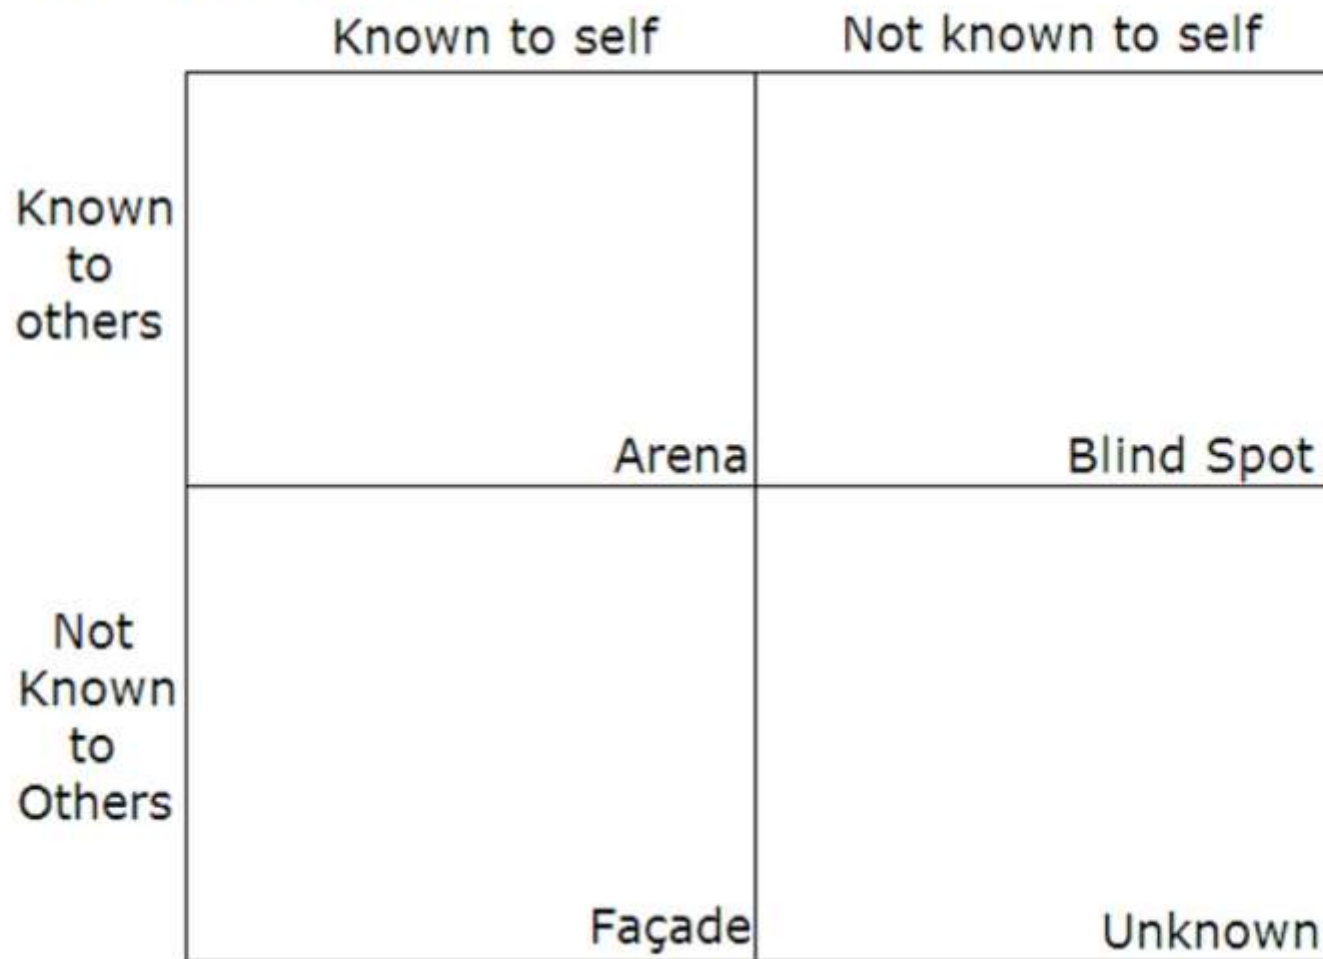 Known to self
Not known to self
Known
to
others
Arena
Blind Spot
Not
Known
to
Others
Façade
Unknown